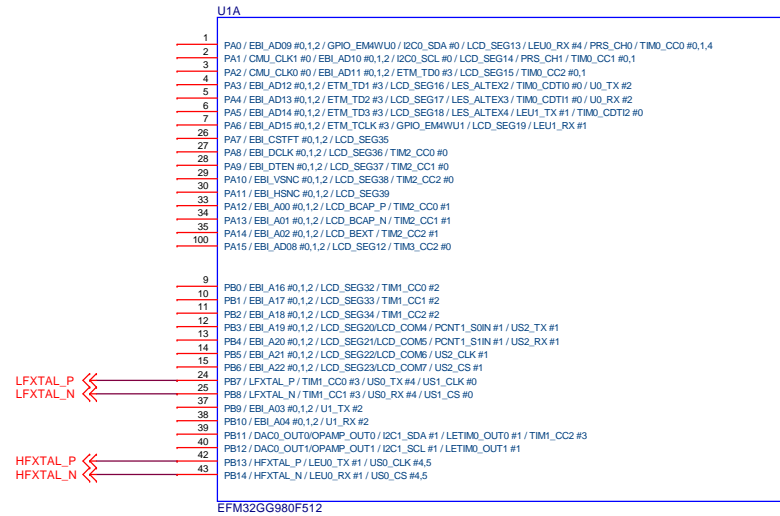 U1A
1 PA0 / EBI_AD09 #0,1,2 / GPIO_EM4WU0 / I2C0_SDA #0 / LCD_SEG13 / LEU0_RX #4 / PRS_CH0 / TIM0_CC0 #0,1,4
2 PA1 / CMU_CLK1 #0 / EBI_AD10 #0,1,2 / I2C0_SCL #0 / LCD_SEG14 / PRS_CH1 / TIM0_CC1 #0,1
3 PA2 / CMU_CLK0 #0 / EBI_AD11 #0,1,2 / ETM_TD0 #3 / LCD_SEG15 / TIM0_CC2 #0,1
4 PA3 / EBI_AD12 #0,1,2 / ETM_TD1 #3 / LCD_SEG16 / LES_ALTEX2 / TIM0_CDTI0 #0 / U0_TX #2
5 PA4 / EBI_AD13 #0,1,2 / ETM_TD2 #3 / LCD_SEG17 / LES_ALTEX3 / TIM0_CDTI1 #0 / U0_RX #2
6 PA5 / EBI_AD14 #0,1,2 / ETM_TD3 #3 / LCD_SEG18 / LES_ALTEX4 / LEU1_TX #1 / TIM0_CDTI2 #0
7 PA6 / EBI_AD15 #0,1,2 / ETM_TCLK #3 / GPIO_EM4WU1 / LCD_SEG19 / LEU1_RX #1
26 PA7 / EBI_CSTFT #0,1,2 / LCD_SEG35
27 PA8 / EBI_DCLK #0,1,2 / LCD_SEG36 / TIM2_CC0 #0
28 PA9 / EBI_DTEN #0,1,2 / LCD_SEG37 / TIM2_CC1 #0
29 PA10 / EBI_VSNC #0,1,2 / LCD_SEG38 / TIM2_CC2 #0
30 PA11 / EBI_HSNC #0,1,2 / LCD_SEG39
33 PA12 / EBI_A00 #0,1,2 / LCD_BCAP_P / TIM2_CC0 #1
34 PA13 / EBI_A01 #0,1,2 / LCD_BCAP_N / TIM2_CC1 #1
35 PA14 / EBI_A02 #0,1,2 / LCD_BEXT / TIM2_CC2 #1
100 PA15 / EBI_AD08 #0,1,2 / LCD_SEG12 / TIM3_CC2 #0
9 PB0 / EBI_A16 #0,1,2 / LCD_SEG32 / TIM1_CC0 #2
10 PB1 / EBI_A17 #0,1,2 / LCD_SEG33 / TIM1_CC1 #2
11 PB2 / EBI_A18 #0,1,2 / LCD_SEG34 / TIM1_CC2 #2
12 PB3 / EBI_A19 #0,1,2 / LCD_SEG20/LCD_COM4 / PCNT1_S0IN #1 / US2_TX #1
13 PB4 / EBI_A20 #0,1,2 / LCD_SEG21/LCD_COM5 / PCNT1_S1IN #1 / US2_RX #1
14 PB5 / EBI_A21 #0,1,2 / LCD_SEG22/LCD_COM6 / US2_CLK #1
15 PB6 / EBI_A22 #0,1,2 / LCD_SEG23/LCD_COM7 / US2_CS #1
LFXTAL_P 24 PB7 / LFXTAL_P / TIM1_CC0 #3 / US0_TX #4 / US1_CLK #0
LFXTAL_N 25 PB8 / LFXTAL_N / TIM1_CC1 #3 / US0_RX #4 / US1_CS #0
37 PB9 / EBI_A03 #0,1,2 / U1_TX #2
38 PB10 / EBI_A04 #0,1,2 / U1_RX #2
39 PB11 / DAC0_OUT0/OPAMP_OUT0 / I2C1_SDA #1 / LETIM0_OUT0 #1 / TIM1_CC2 #3
40 PB12 / DAC0_OUT1/OPAMP_OUT1 / I2C1_SCL #1 / LETIM0_OUT1 #1
HFXTAL_P 42 PB13 / HFXTAL_P / LEU0_TX #1 / US0_CLK #4,5
HFXTAL_N 43 PB14 / HFXTAL_N / LEU0_RX #1 / US0_CS #4,5
EFM32GG980F512